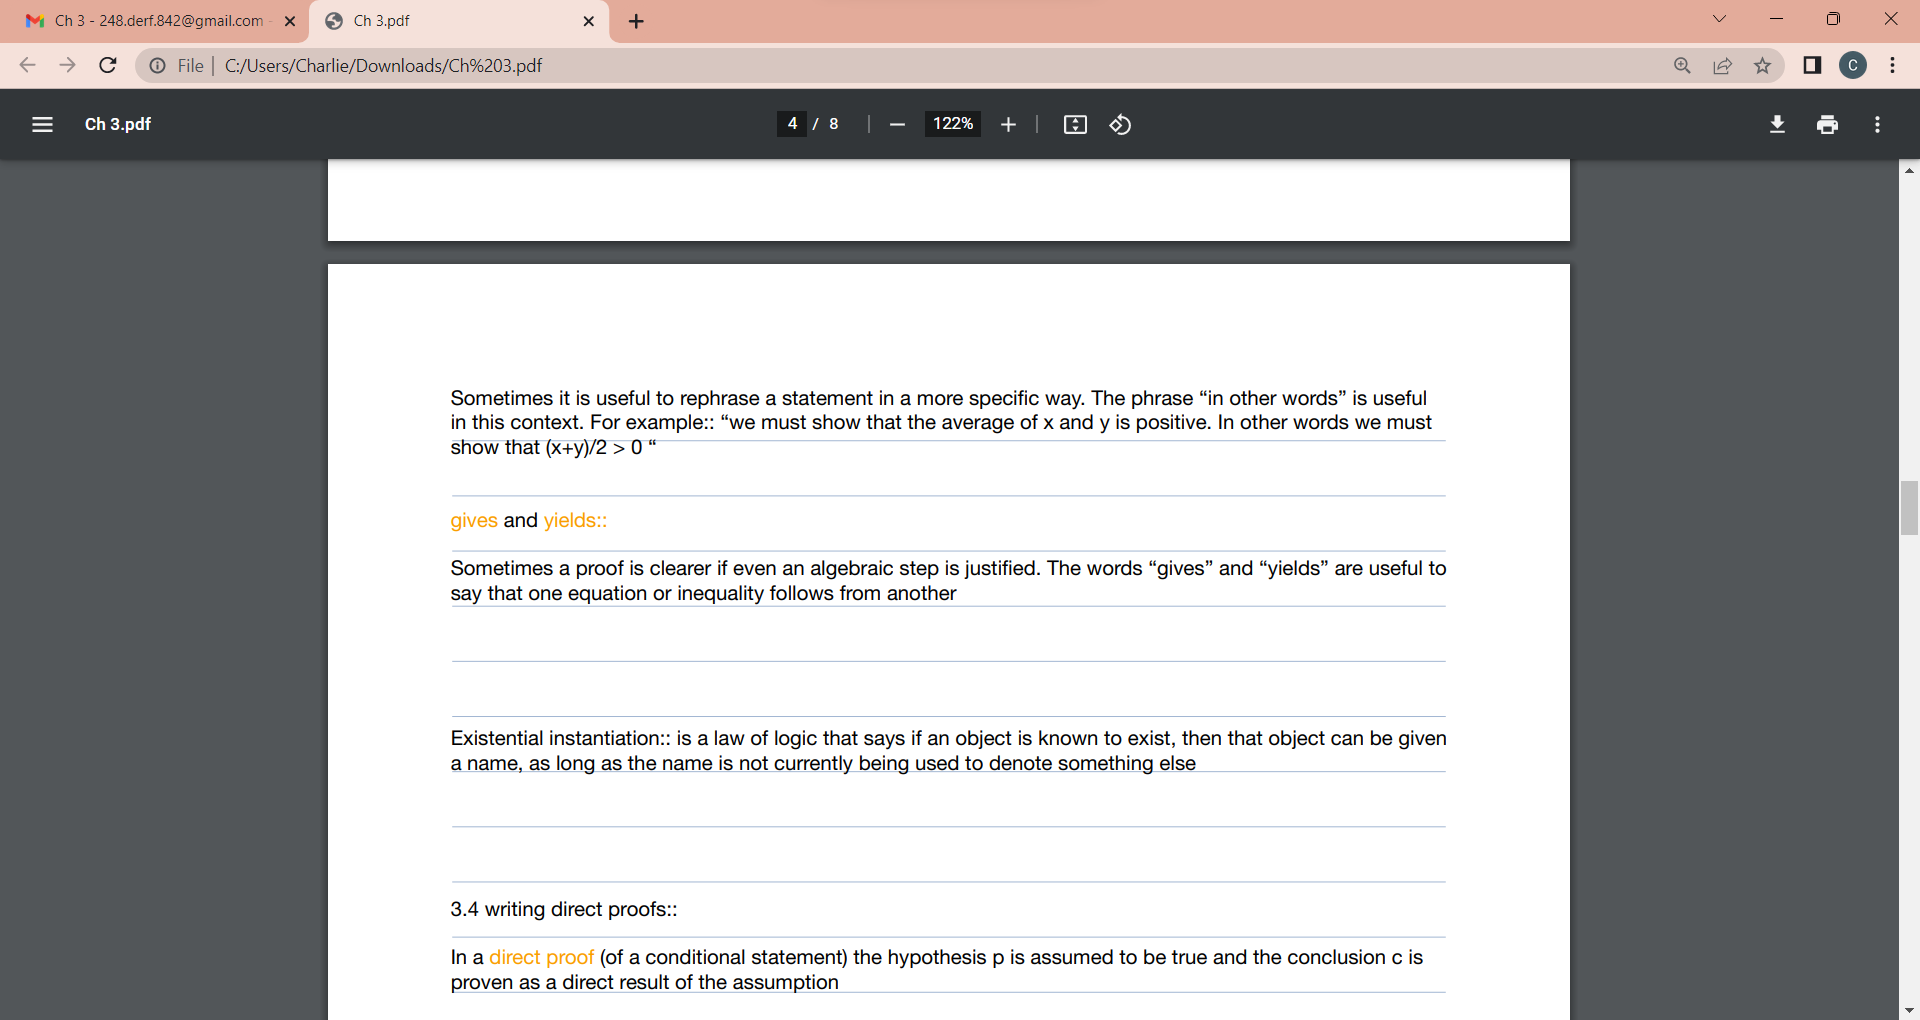 Ch 3 - 248.derf.842@gmail.com -
Ch 3.pdf
File | C:/Users/Charlie/Downloads/Ch%203.pdf
C
Ch 3.pdf
4 / 8
122%
Sometimes it is useful to rephrase a statement in a more specific way. The phrase “in other words” is useful
in this context. For example:: “we must show that the average of x and y is positive. In other words we must
show that (x+y)/2 > 0 “
gives and yields::
Sometimes a proof is clearer if even an algebraic step is justified. The words “gives” and “yields” are useful to
say that one equation or inequality follows from another
Existential instantiation:: is a law of logic that says if an object is known to exist, then that object can be given
a name, as long as the name is not currently being used to denote something else
3.4 writing direct proofs::
In a direct proof (of a conditional statement) the hypothesis p is assumed to be true and the conclusion c is
proven as a direct result of the assumption